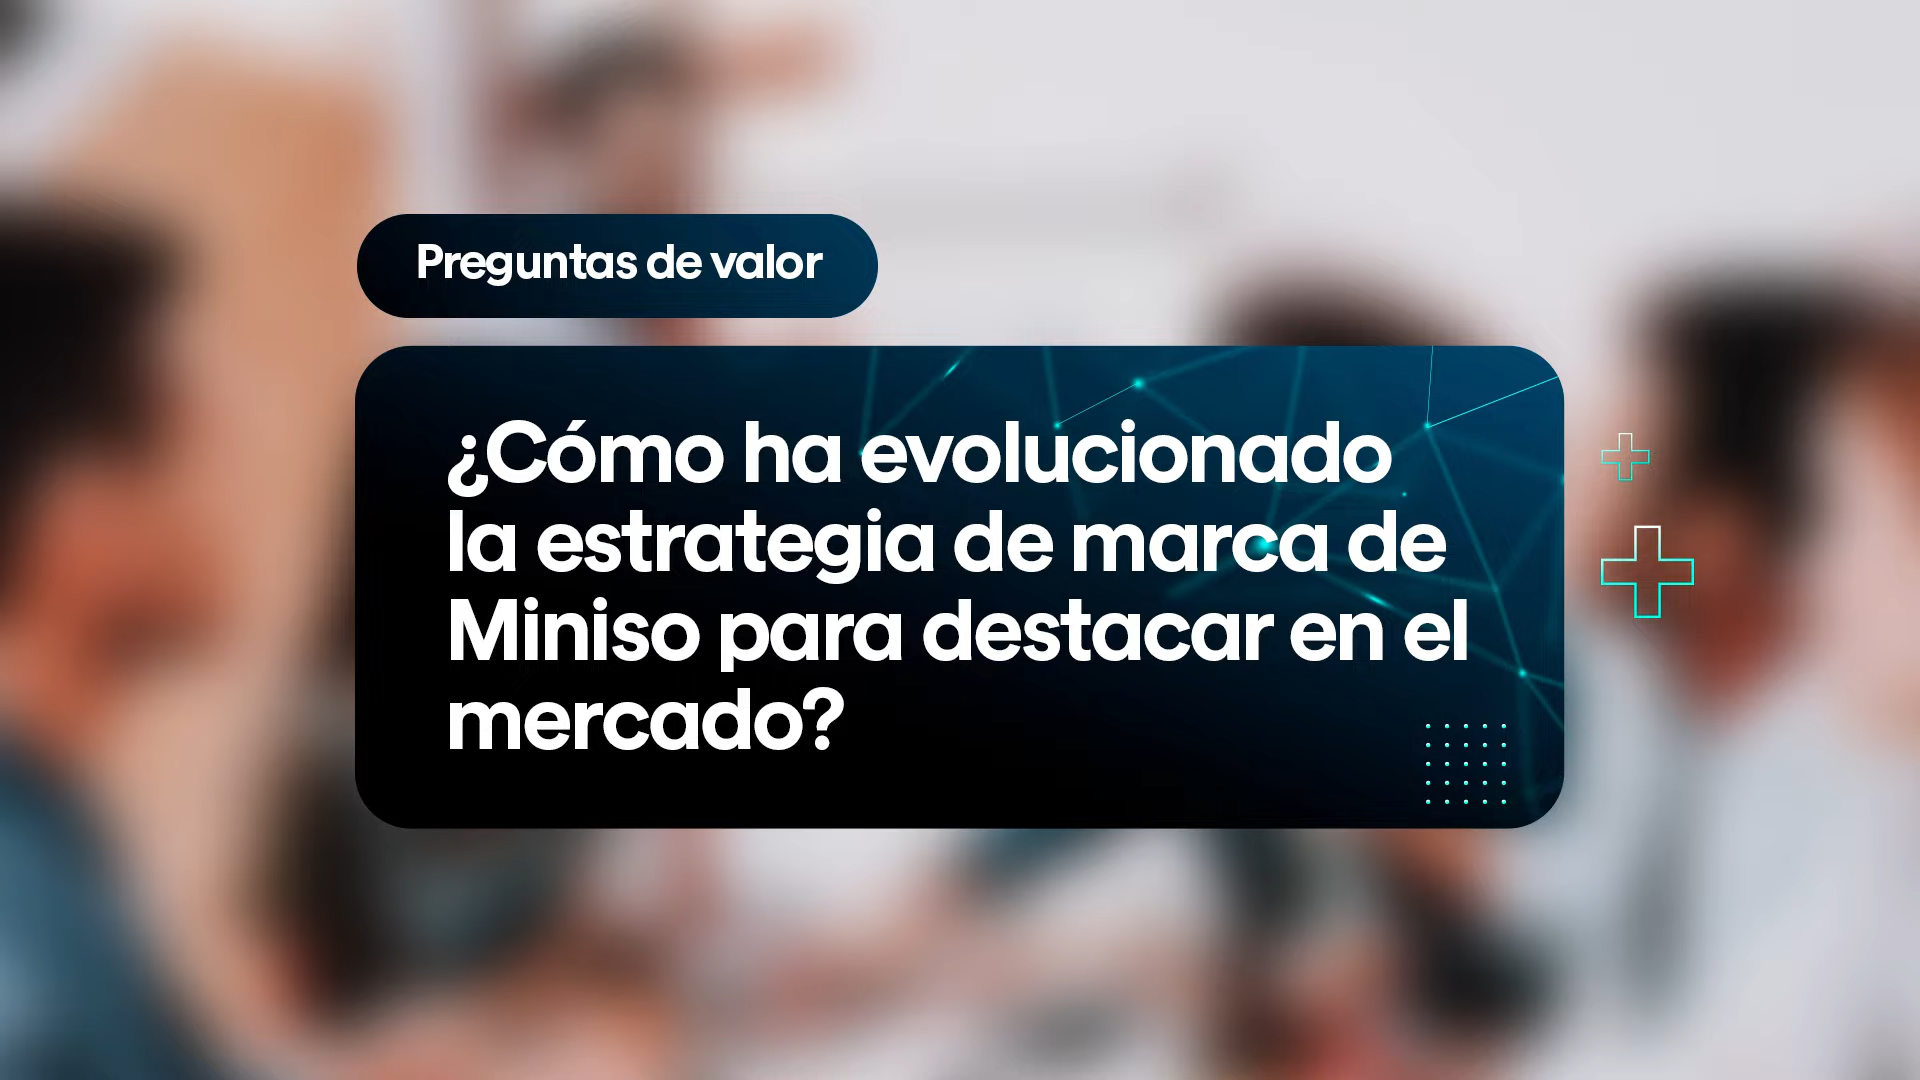 Preguntas de valor
¿Cómo ha evolucionado
la estrategia de marca de
Miniso para destacar en el
mercado?